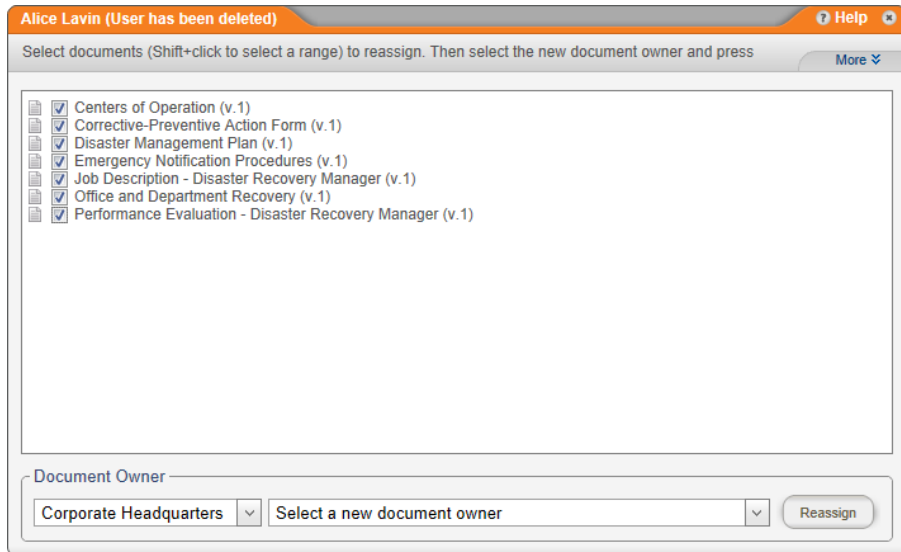 Alice Lavin (User has been deleted)
Help
Select documents (Shift+click to select a range) to reassign. Then select the new document owner and press
More
Centers of Operation (v.1)
Corrective-Preventive Action Form (v.1)
Disaster Management Plan (v.1)
Emergency Notification Procedures (v.1)
Job Description - Disaster Recovery Manager (v.1)
Office and Department Recovery (v.1)
Performance Evaluation - Disaster Recovery Manager (v.1)
Document Owner
Corporate Headquarters
Select a new document owner
Reassign